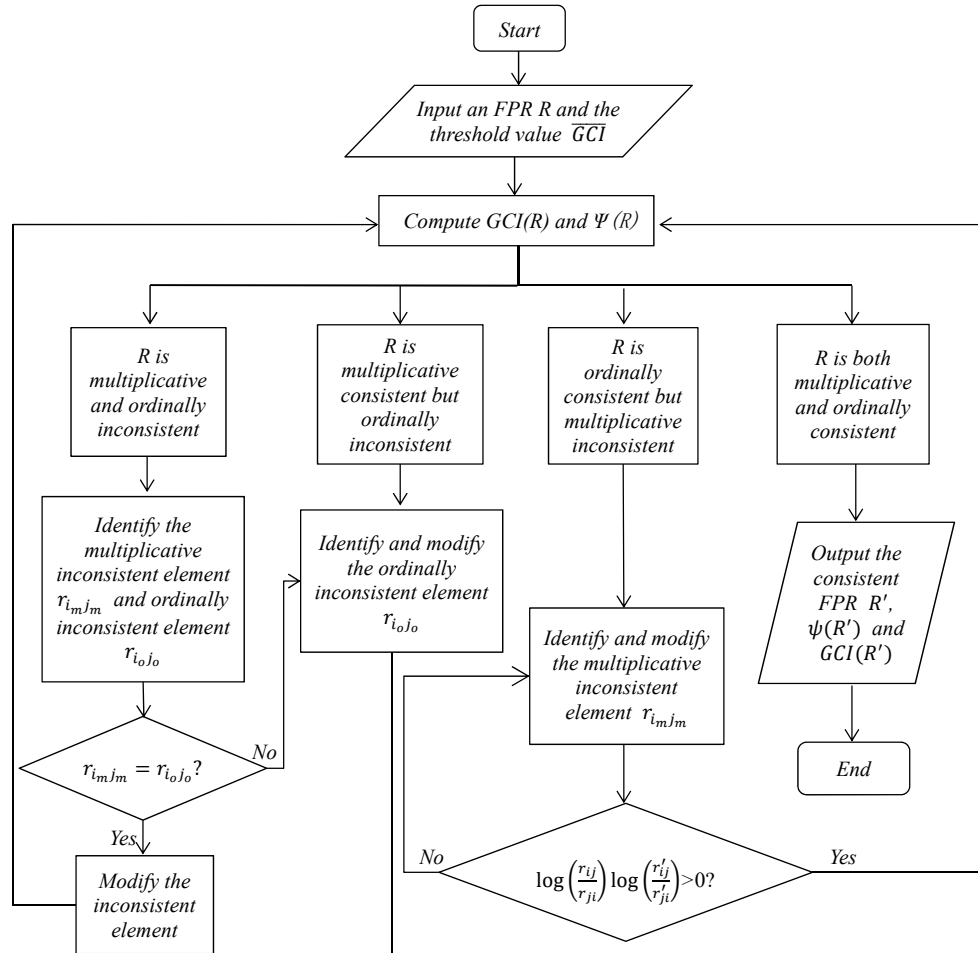 Start
Input an FPR R and the
threshold value $\overline{GCI}$
Compute GCI(R) and Ψ(R)
R is
multiplicative
and ordinally
inconsistent
R is
multiplicative
consistent but
ordinally
inconsistent
R is
ordinally
consistent but
multiplicative
inconsistent
R is both
multiplicative
and ordinally
consistent
Identify the
multiplicative
inconsistent element
$r_{i_m j_m}$ and ordinally
inconsistent element
$r_{i_o j_o}$
Identify and modify
the ordinally
inconsistent element
$r_{i_o j_o}$
Identify and modify
the multiplicative
inconsistent
element $r_{i_m j_m}$
Output the
consistent
FPR R′,
ψ(R′) and
GCI(R′)
$r_{i_m j_m} = r_{i_o j_o}$?
No
Yes
Modify the
inconsistent
element
$\log\left(\frac{r_{ij}}{r_{ji}}\right)\log\left(\frac{r'_{ij}}{r'_{ji}}\right)$>0?
No
Yes
End